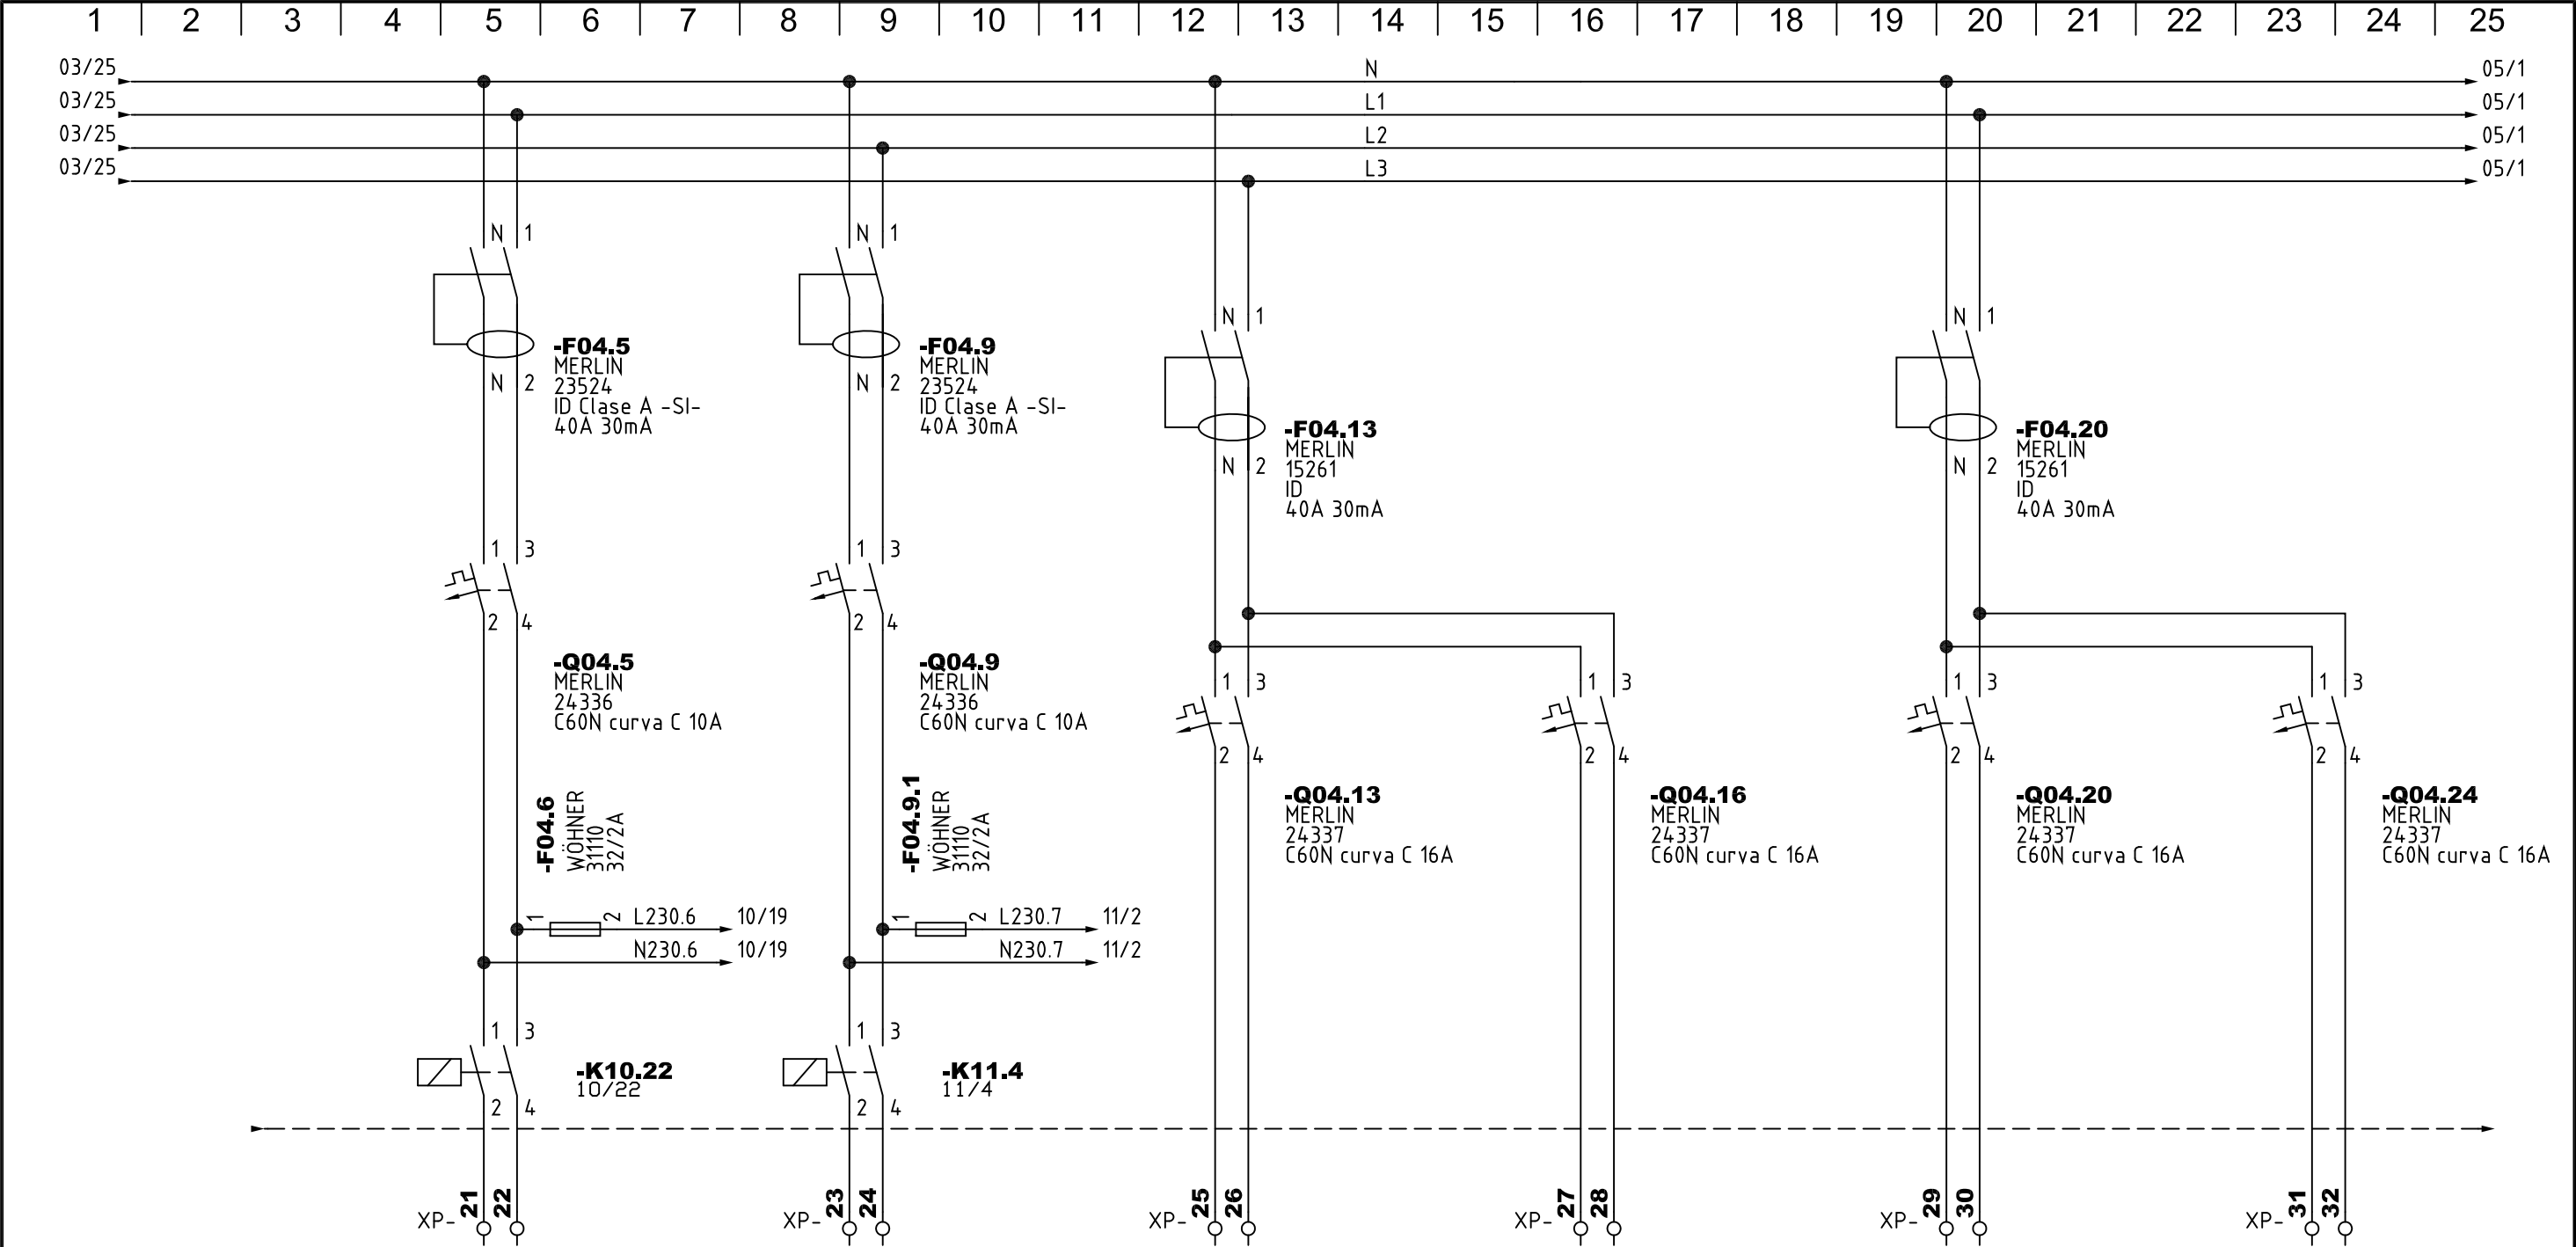 1 2 3 4 5 6 7 8 9 10 11 12 13 14 15 16 17 18 19 20 21 22 23 24 25
03/25 N 05/1
03/25 L1 05/1
03/25 L2 05/1
03/25 L3 05/1
N 1
N 2
-F04.5
MERLIN
23524
ID Clase A -SI-
40A 30mA
1 3
2 4
-Q04.5
MERLIN
24336
C60N curva C 10A
-F04.6
WÖHNER
31110
32/2A
1 2 L230.6 10/19
N230.6 10/19
1 3
-K10.22
10/22
2 4
XP- 21 22
N 1
N 2
-F04.9
MERLIN
23524
ID Clase A -SI-
40A 30mA
1 3
2 4
-Q04.9
MERLIN
24336
C60N curva C 10A
-F04.9.1
WÖHNER
31110
32/2A
1 2 L230.7 11/2
N230.7 11/2
1 3
-K11.4
11/4
2 4
XP- 23 24
N 1
N 2
-F04.13
MERLIN
15261
ID
40A 30mA
1 3
2 4
-Q04.13
MERLIN
24337
C60N curva C 16A
XP- 25 26
1 3
2 4
-Q04.16
MERLIN
24337
C60N curva C 16A
XP- 27 28
N 1
N 2
-F04.20
MERLIN
15261
ID
40A 30mA
1 3
2 4
-Q04.20
MERLIN
24337
C60N curva C 16A
XP- 29 30
1 3
2 4
-Q04.24
MERLIN
24337
C60N curva C 16A
XP- 31 32